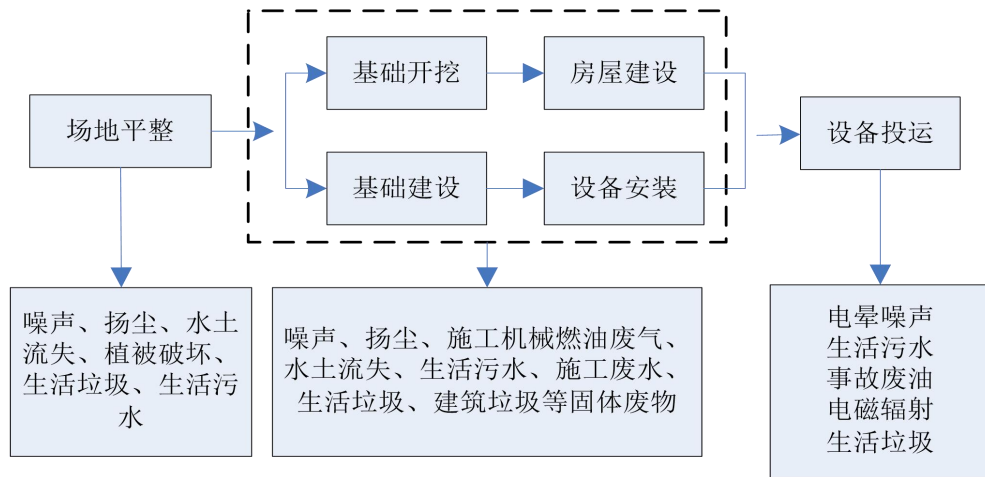 基础开挖
房屋建设
场地平整
设备投运
基础建设
设备安装
噪声、扬尘、水土
流失、植被破坏、
生活垃圾、生活污
水
噪声、扬尘、施工机械燃油废气、
水土流失、生活污水、施工废水、
生活垃圾、建筑垃圾等固体废物
电晕噪声
生活污水
事故废油
电磁辐射
生活垃圾